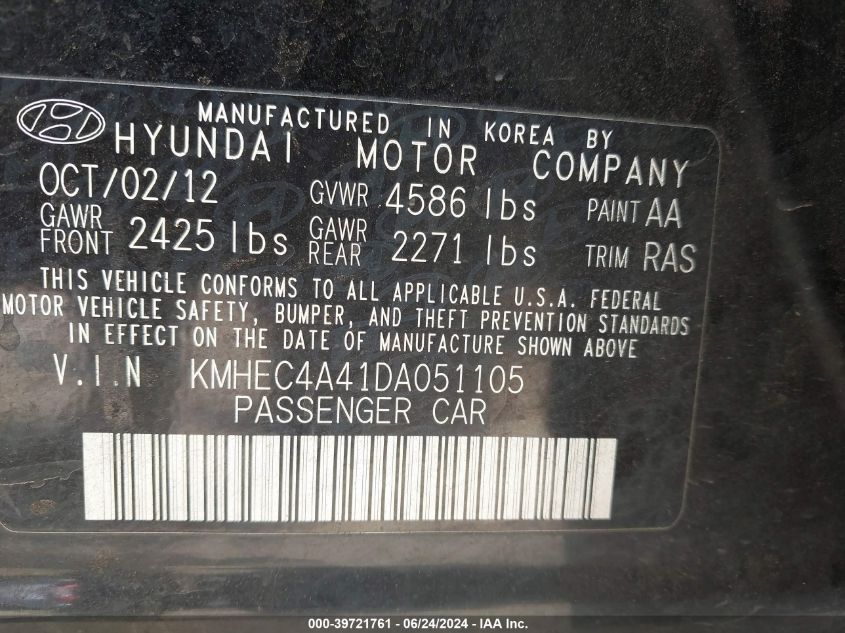 MANUFACTURED IN KOREA BY
HYUNDAI MOTOR COMPANY
OCT/02/12 GVWR 4586 lbs PAINT AA
GAWR FRONT 2425 lbs GAWR REAR 2271 lbs TRIM RAS
THIS VEHICLE CONFORMS TO ALL APPLICABLE U.S.A. FEDERAL
MOTOR VEHICLE SAFETY, BUMPER, AND THEFT PREVENTION STANDARDS
IN EFFECT ON THE DATE OF MANUFACTURE SHOWN ABOVE
V.I.N KMHEC4A41DA051105
PASSENGER CAR
000-39721761 - 06/24/2024 - IAA, Inc.